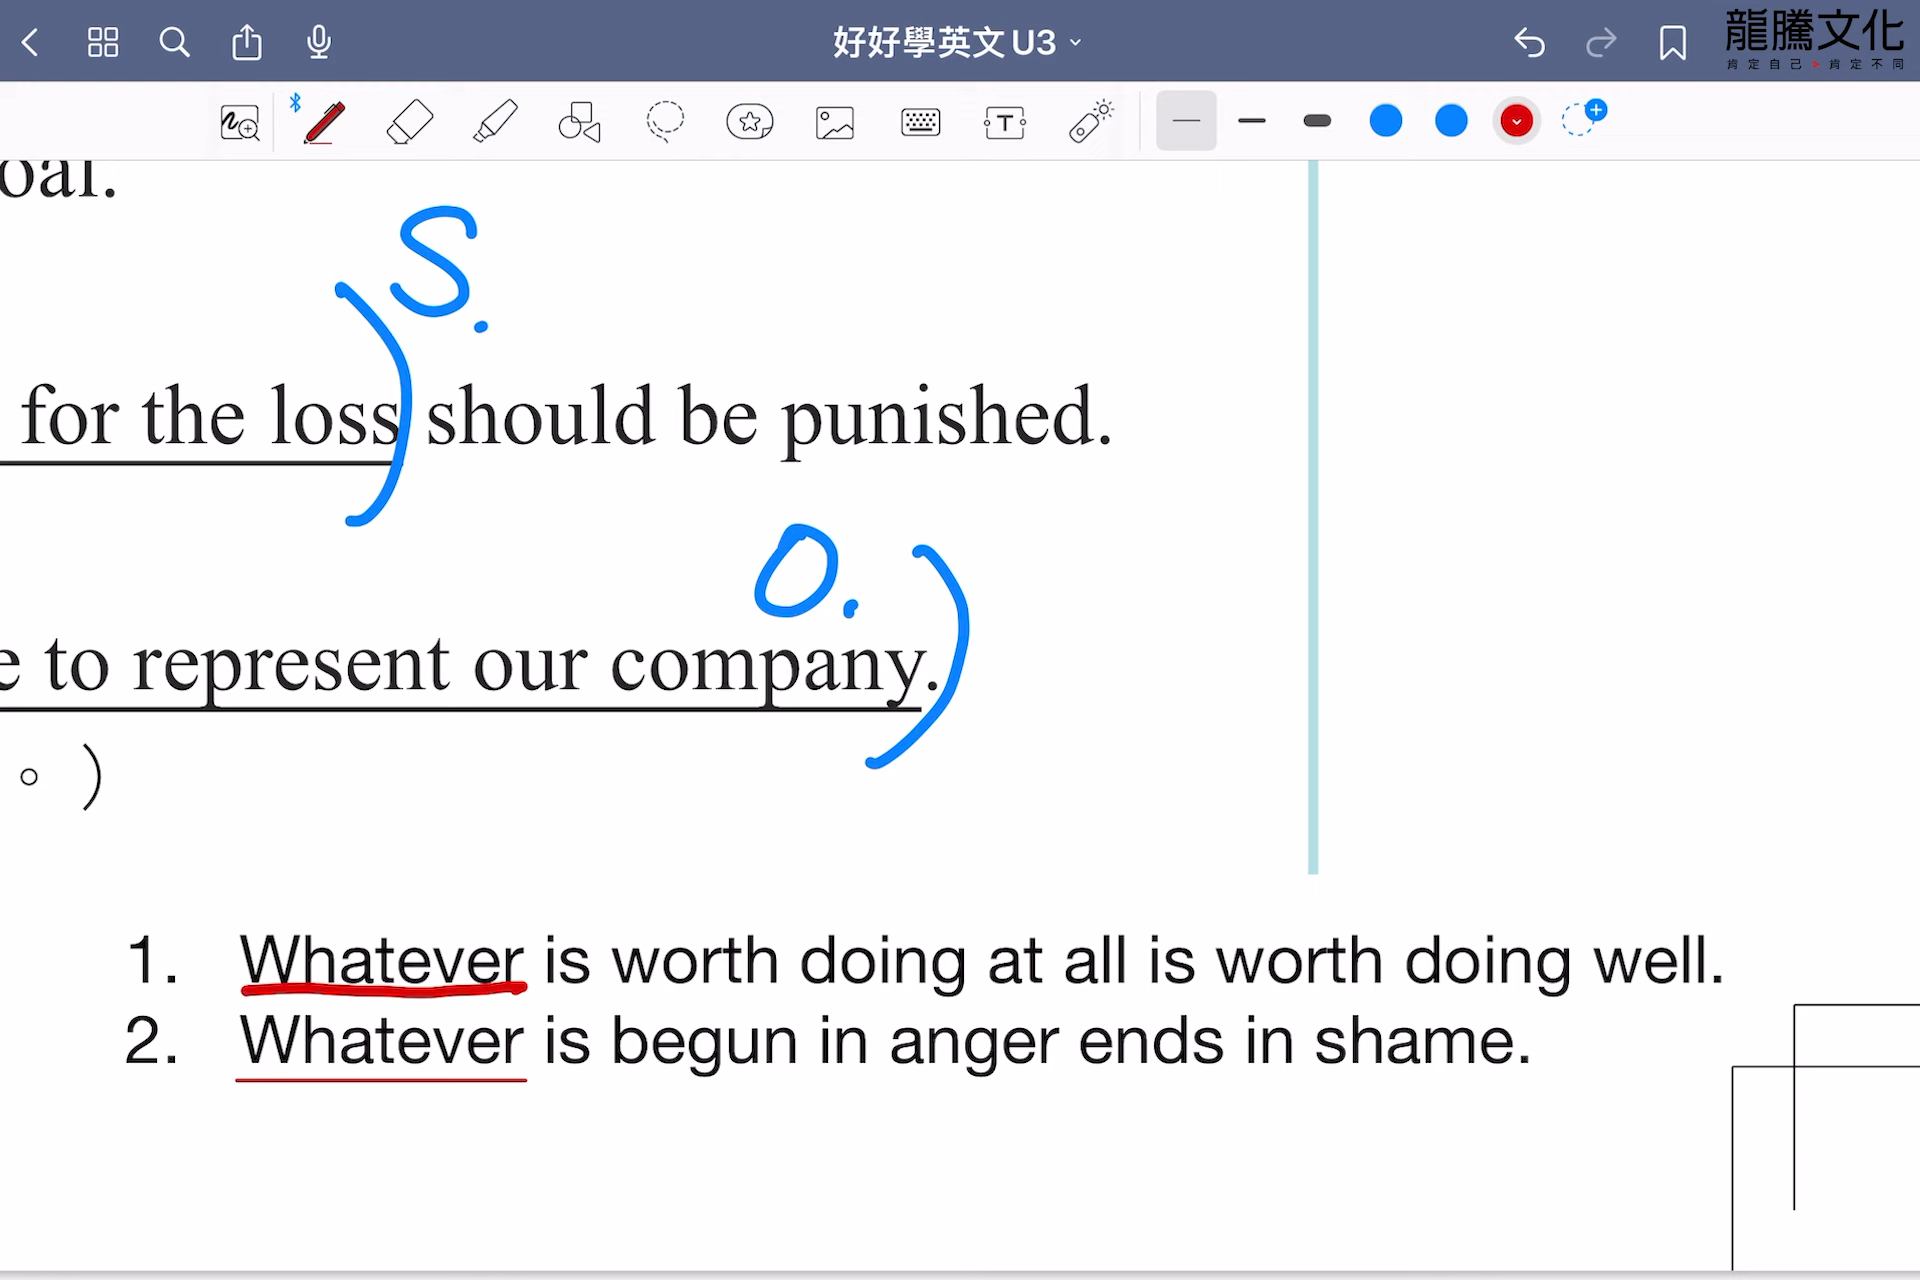 好好學英文 U3
龍騰文化
肯定自己➤肯定不同
oal.
S.
for the loss) should be punished.
O.
e to represent our company.)
。)
1. Whatever is worth doing at all is worth doing well.
2. Whatever is begun in anger ends in shame.